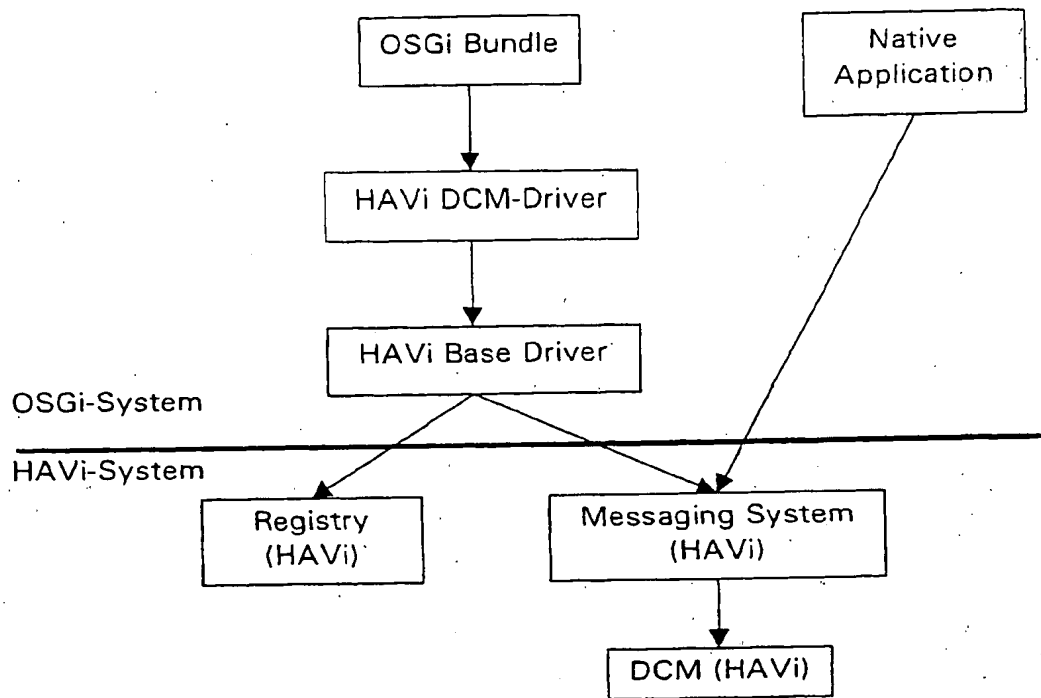 OSGi Bundle
Native
Application
HAVi DCM-Driver
HAVi Base Driver
OSGi-System
HAVi-System
Registry
(HAVi)
Messaging System
(HAVi)
DCM (HAVi)